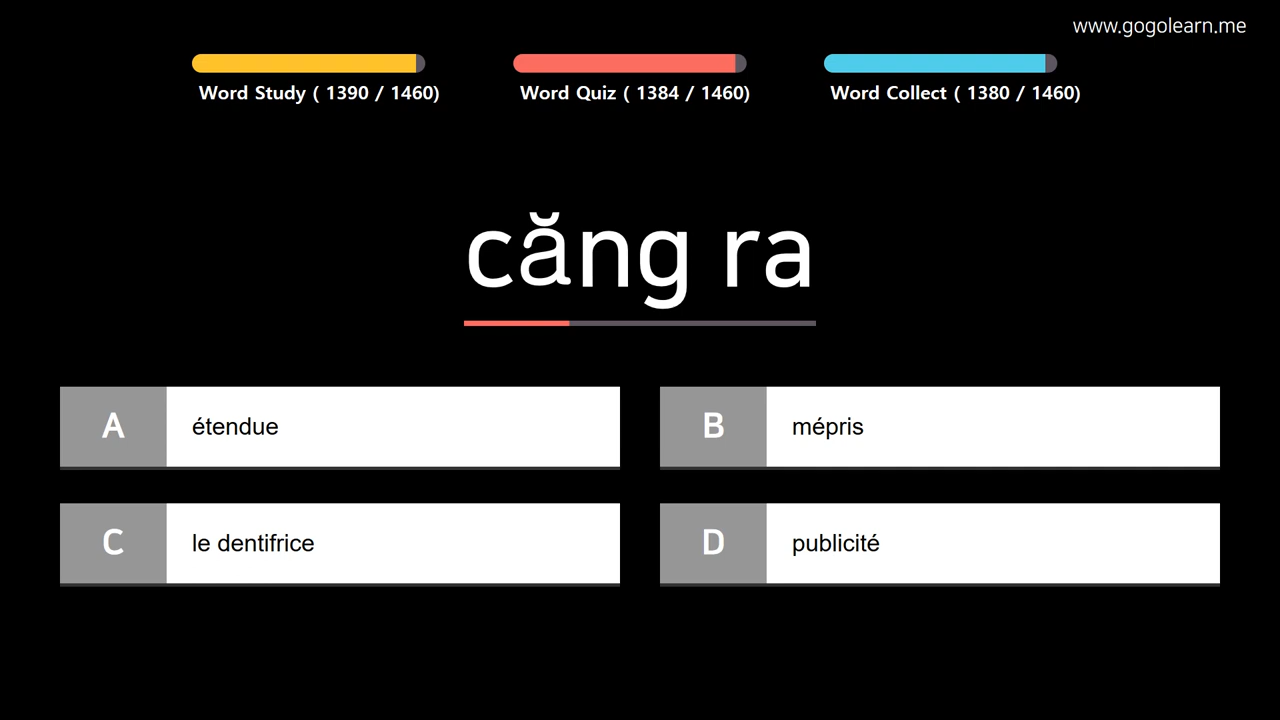 www.gogolearn.me
Word Study ( 1390 / 1460)
Word Quiz ( 1384 / 1460)
Word Collect ( 1380 / 1460)
căng ra
A étendue
B mépris
C le dentifrice
D publicité